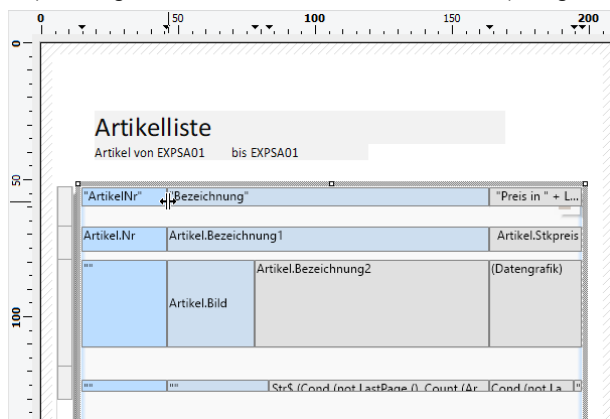 0 50 100 150 200
0
Artikelliste
Artikel von EXPSA01 bis EXPSA01
50
"ArtikelNr" "Bezeichnung" "Preis in " + L...
Artikel.Nr Artikel.Bezeichnung1 Artikel.Stkpreis
"" Artikel.Bezeichnung2 (Datengrafik)
Artikel.Bild
100
"" "" Str$ (Cond (not LastPage (), Count (Ar Cond (not La... "